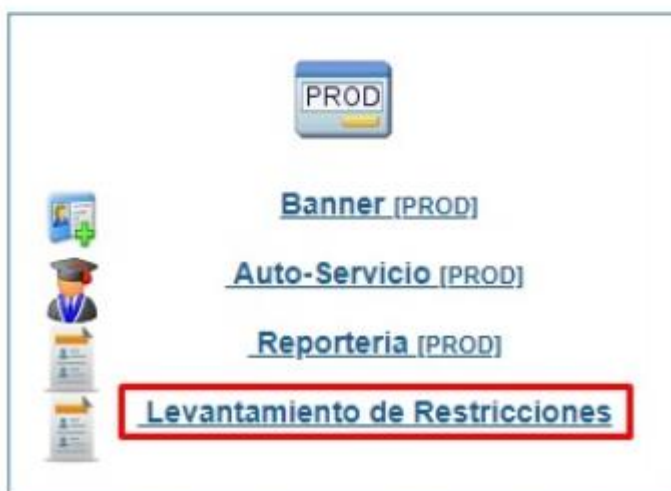 PROD
Banner [PROD]
Auto-Servicio [PROD]
Reporteria [PROD]
Levantamiento de Restricciones